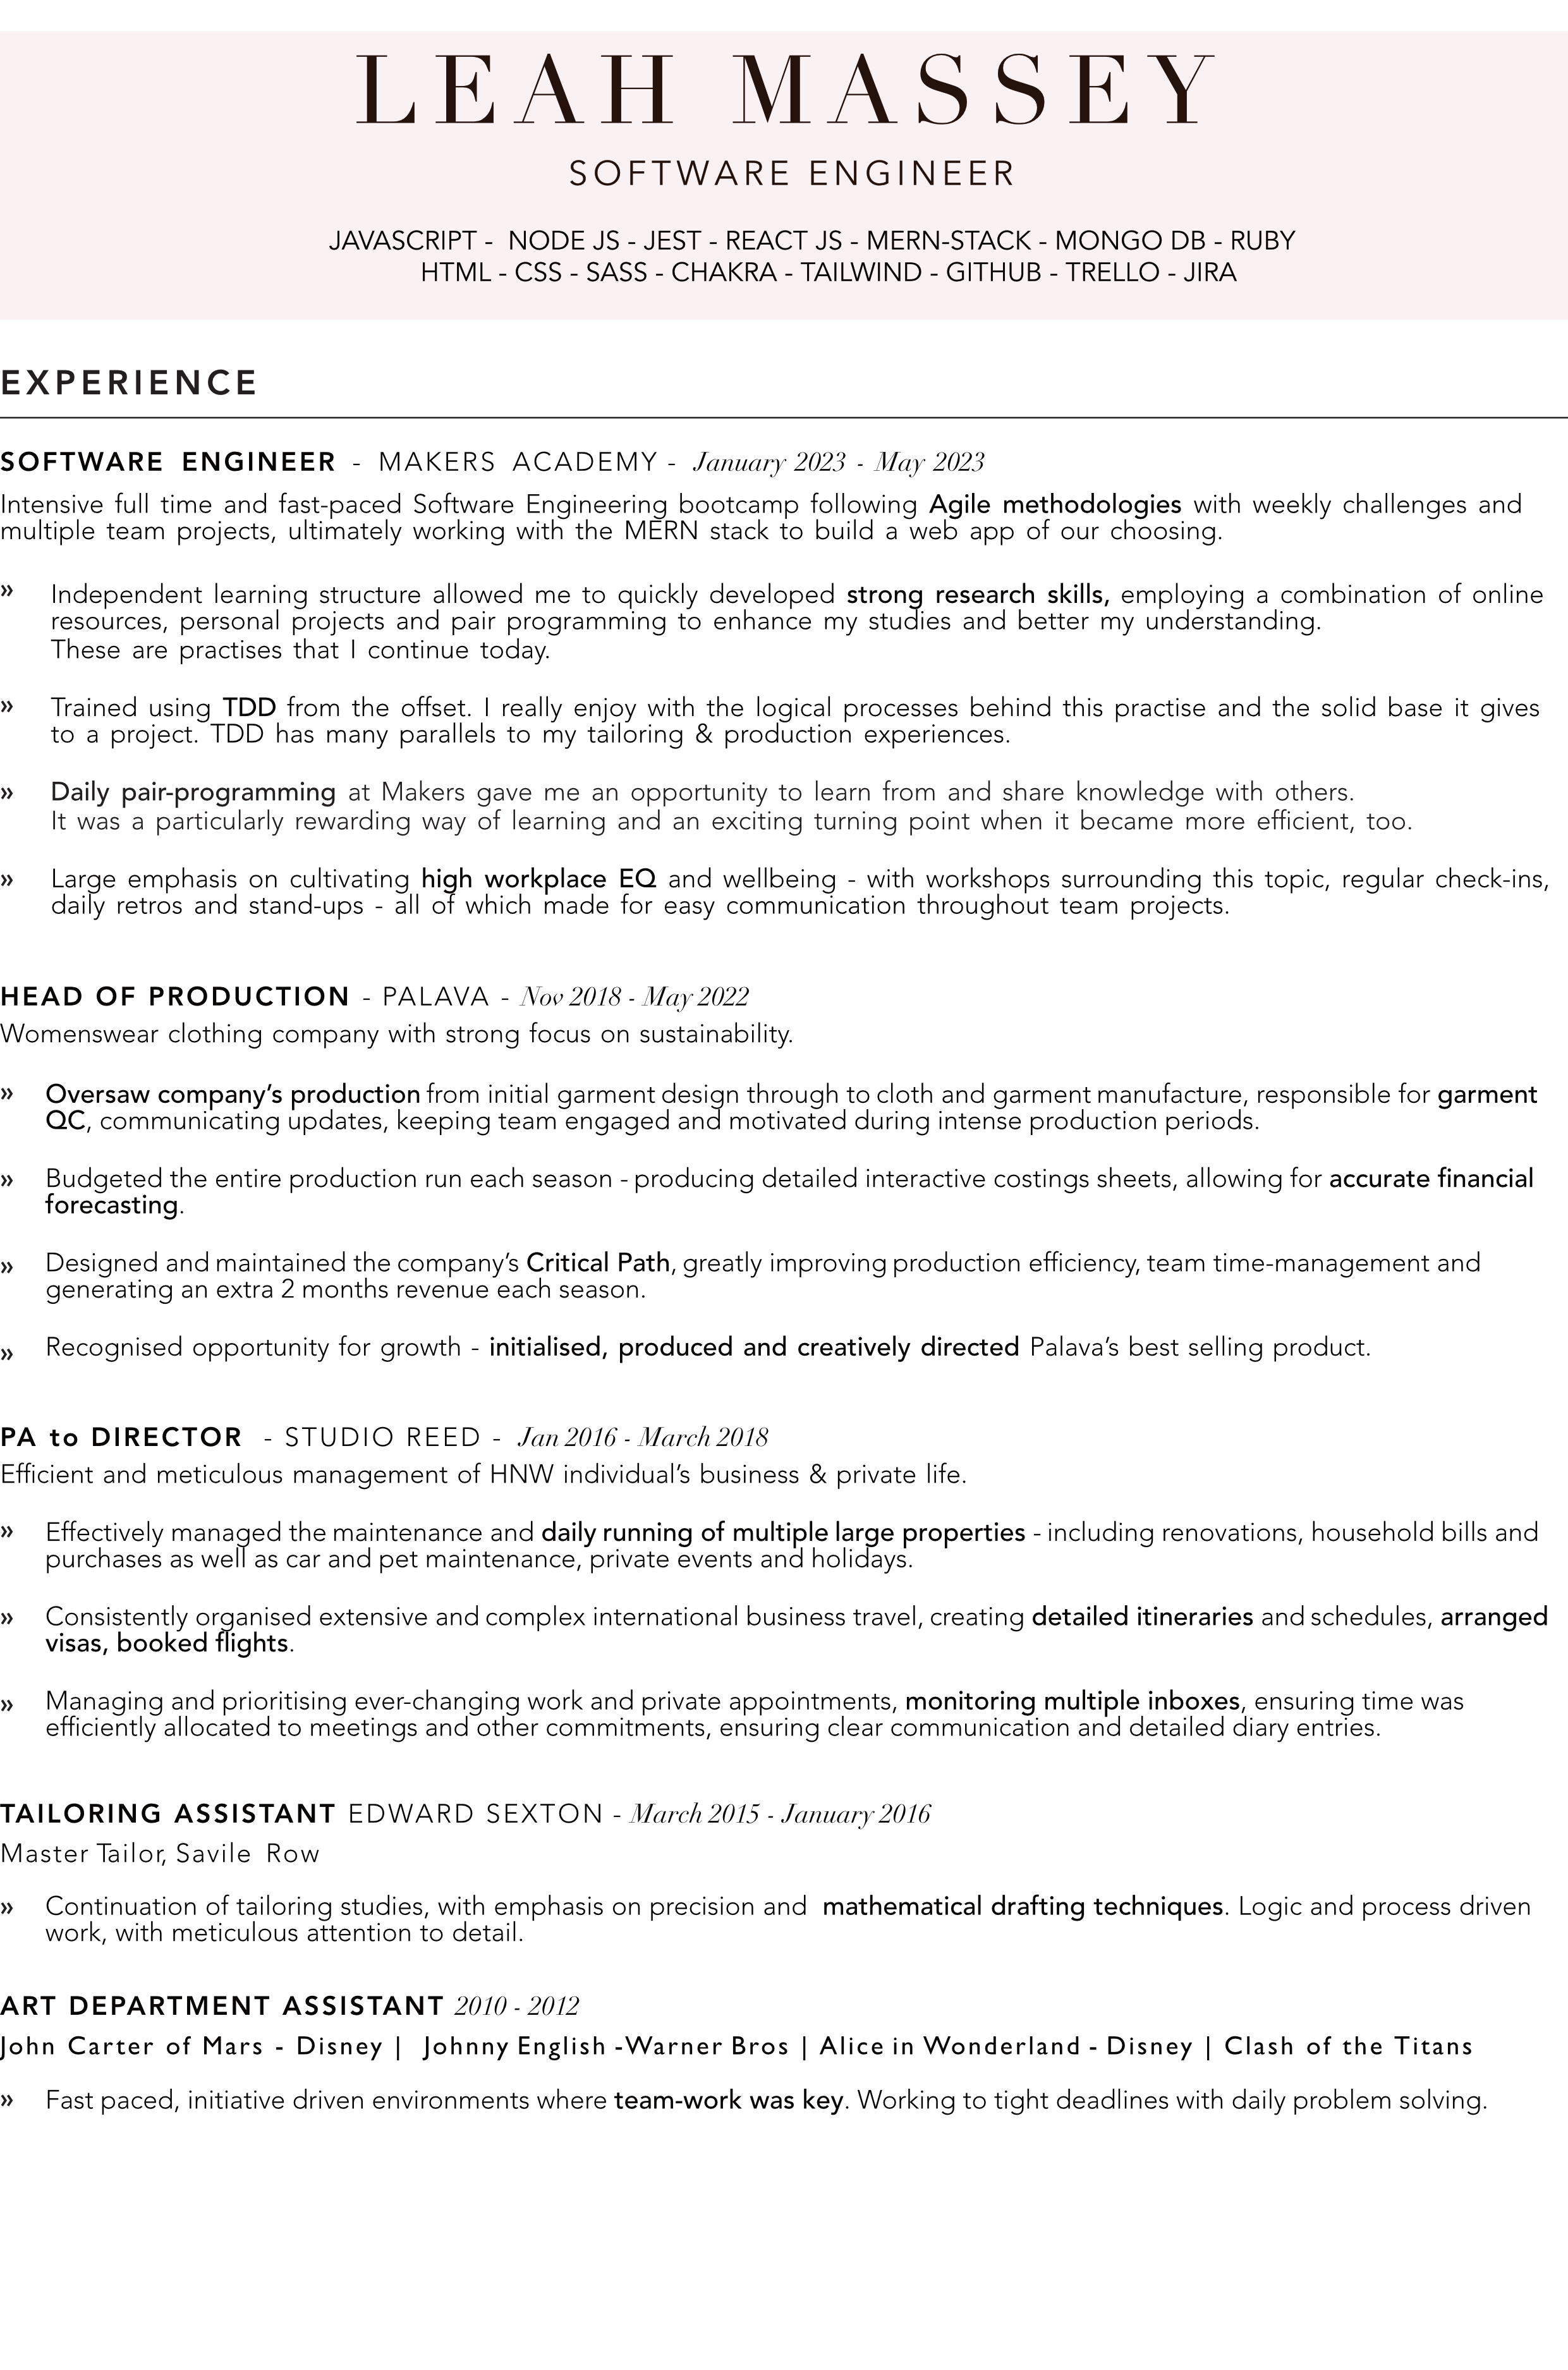 LEAH MASSEY
SOFTWARE ENGINEER
JAVASCRIPT - NODE JS - JEST - REACT JS - MERN-STACK - MONGO DB - RUBY
HTML - CSS - SASS - CHAKRA - TAILWIND - GITHUB - TRELLO - JIRA
EXPERIENCE
SOFTWARE ENGINEER - MAKERS ACADEMY - January 2023 - May 2023
Intensive full time and fast-paced Software Engineering bootcamp following Agile methodologies with weekly challenges and
multiple team projects, ultimately working with the MERN stack to build a web app of our choosing.
» Independent learning structure allowed me to quickly developed strong research skills, employing a combination of online
resources, personal projects and pair programming to enhance my studies and better my understanding.
These are practises that I continue today.
» Trained using TDD from the offset. I really enjoy with the logical processes behind this practise and the solid base it gives
to a project. TDD has many parallels to my tailoring & production experiences.
» Daily pair-programming at Makers gave me an opportunity to learn from and share knowledge with others.
It was a particularly rewarding way of learning and an exciting turning point when it became more efficient, too.
» Large emphasis on cultivating high workplace EQ and wellbeing - with workshops surrounding this topic, regular check-ins,
daily retros and stand-ups - all of which made for easy communication throughout team projects.
HEAD OF PRODUCTION - PALAVA - Nov 2018 - May 2022
Womenswear clothing company with strong focus on sustainability.
» Oversaw company’s production from initial garment design through to cloth and garment manufacture, responsible for garment
QC, communicating updates, keeping team engaged and motivated during intense production periods.
» Budgeted the entire production run each season - producing detailed interactive costings sheets, allowing for accurate financial
forecasting.
» Designed and maintained the company’s Critical Path, greatly improving production efficiency, team time-management and
generating an extra 2 months revenue each season.
» Recognised opportunity for growth - initialised, produced and creatively directed Palava’s best selling product.
PA to DIRECTOR - STUDIO REED - Jan 2016 - March 2018
Efficient and meticulous management of HNW individual’s business & private life.
» Effectively managed the maintenance and daily running of multiple large properties - including renovations, household bills and
purchases as well as car and pet maintenance, private events and holidays.
» Consistently organised extensive and complex international business travel, creating detailed itineraries and schedules, arranged
visas, booked flights.
» Managing and prioritising ever-changing work and private appointments, monitoring multiple inboxes, ensuring time was
efficiently allocated to meetings and other commitments, ensuring clear communication and detailed diary entries.
TAILORING ASSISTANT EDWARD SEXTON - March 2015 - January 2016
Master Tailor, Savile Row
» Continuation of tailoring studies, with emphasis on precision and mathematical drafting techniques. Logic and process driven
work, with meticulous attention to detail.
ART DEPARTMENT ASSISTANT 2010 - 2012
John Carter of Mars - Disney | Johnny English -Warner Bros | Alice in Wonderland - Disney | Clash of the Titans
» Fast paced, initiative driven environments where team-work was key. Working to tight deadlines with daily problem solving.